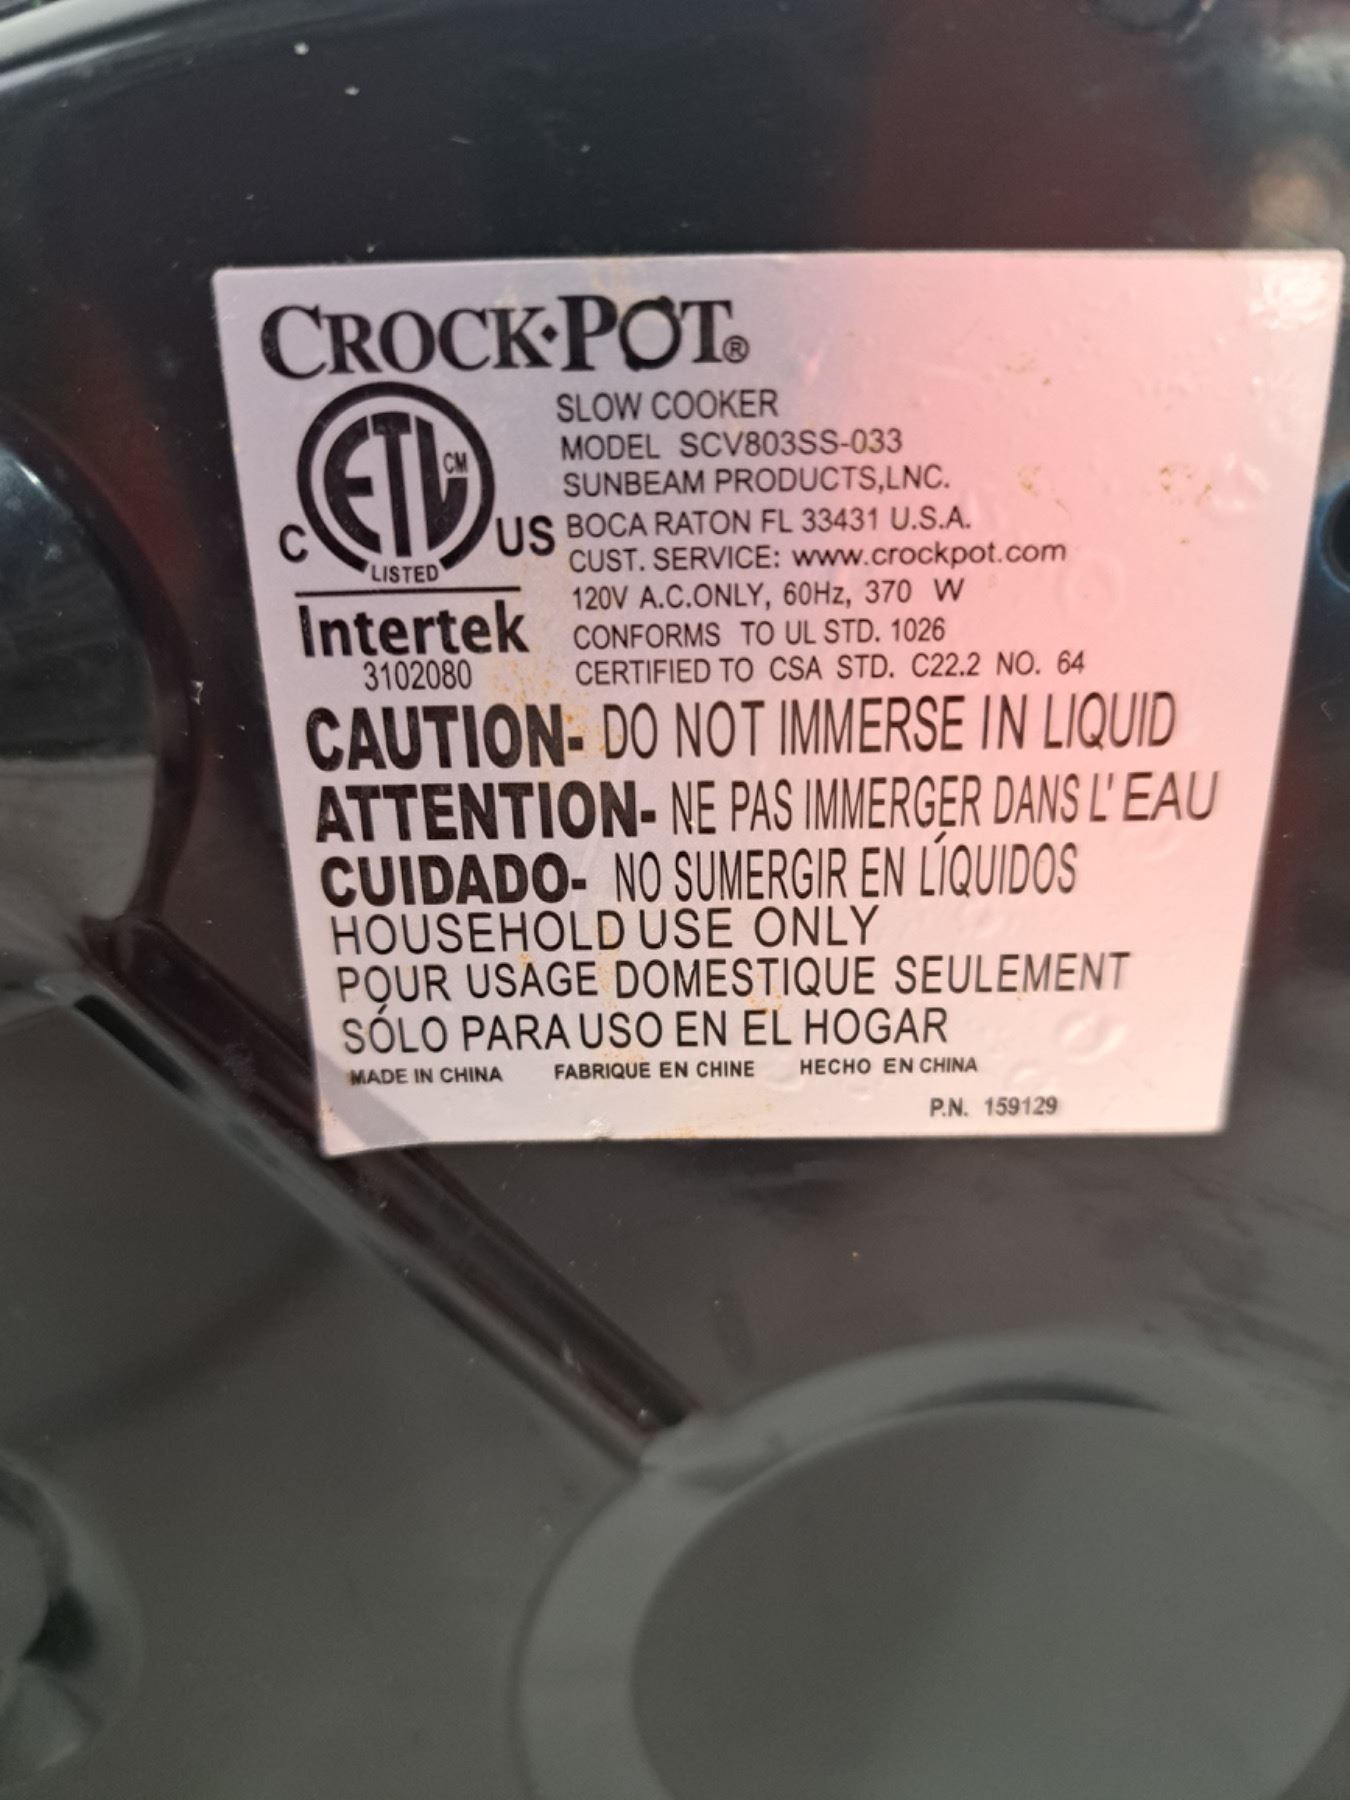 CROCK·POT®
SLOW COOKER
MODEL SCV803SS-033
SUNBEAM PRODUCTS,LNC.
BOCA RATON FL 33431 U.S.A.
CUST. SERVICE: www.crockpot.com
120V A.C.ONLY, 60Hz, 370 W
CONFORMS TO UL STD. 1026
CERTIFIED TO CSA STD. C22.2 NO. 64
ETL CM
C US
LISTED
Intertek
3102080
CAUTION- DO NOT IMMERSE IN LIQUID
ATTENTION- NE PAS IMMERGER DANS L' EAU
CUIDADO- NO SUMERGIR EN LÍQUIDOS
HOUSEHOLD USE ONLY
POUR USAGE DOMESTIQUE SEULEMENT
SÓLO PARA USO EN EL HOGAR
MADE IN CHINA FABRIQUE EN CHINE HECHO EN CHINA
P.N. 159129